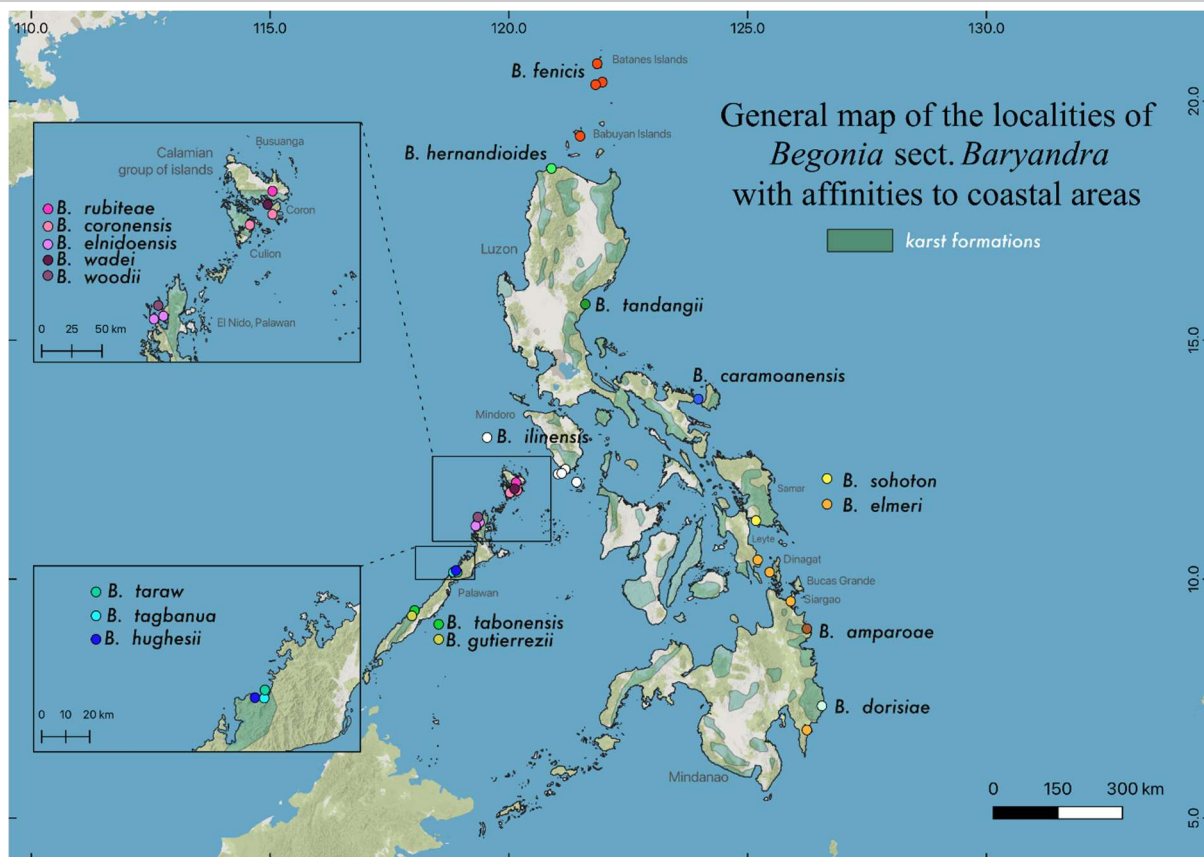 110.0
115.0
120.0
125.0
130.0
20.0
15.0
10.0
5.0
General map of the localities of
Begonia sect. Baryandra
with affinities to coastal areas
karst formations
Batanes Islands
B. fenicis
Babuyan Islands
B. hernandioides
Luzon
B. tandangii
B. caramoanensis
Mindoro
B. ilinensis
Samar
B. sohoton
B. elmeri
Leyte
Dinagat
Bucas Grande
Siargao
Palawan
B. tabonensis
B. gutierrezii
B. amparoae
B. dorisiae
Mindanao
0 150 300 km
Busuanga
Calamian
group of islands
B. rubiteae
B. coronensis
B. elnidoensis
B. wadei
B. woodii
Coron
Culion
El Nido, Palawan
0 25 50 km
B. taraw
B. tagbanua
B. hughesii
0 10 20 km